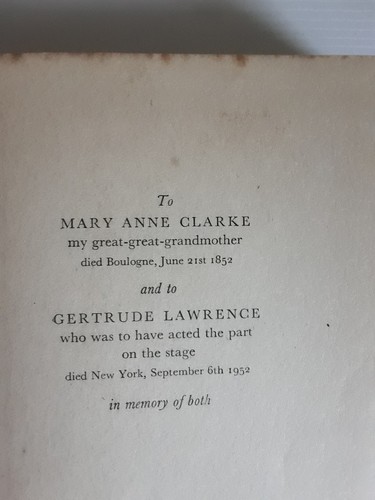 To
MARY ANNE CLARKE
my great-great-grandmother
died Boulogne, June 21st 1852
and to
GERTRUDE LAWRENCE
who was to have acted the part
on the stage
died New York, September 6th 1952
in memory of both